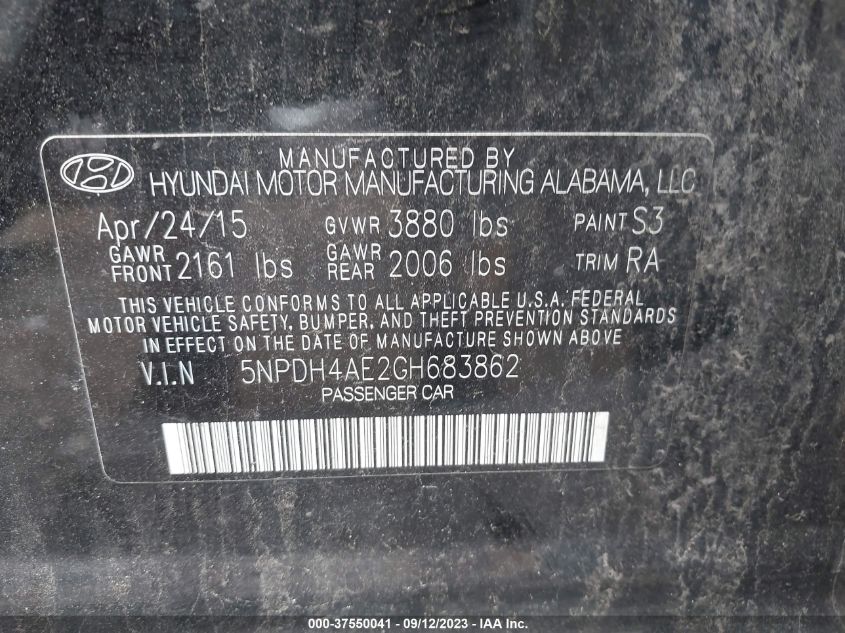 MANUFACTURED BY
HYUNDAI MOTOR MANUFACTURING ALABAMA, LLC
Apr/24/15 GVWR 3880 lbs PAINT S3
GAWR FRONT 2161 lbs GAWR REAR 2006 lbs TRIM RA
THIS VEHICLE CONFORMS TO ALL APPLICABLE U.S.A. FEDERAL
MOTOR VEHICLE SAFETY, BUMPER, AND THEFT PREVENTION STANDARDS
IN EFFECT ON THE DATE OF MANUFACTURE SHOWN ABOVE
V.I.N 5NPDH4AE2GH683862
PASSENGER CAR
000-37550041 - 09/12/2023 - IAA Inc.